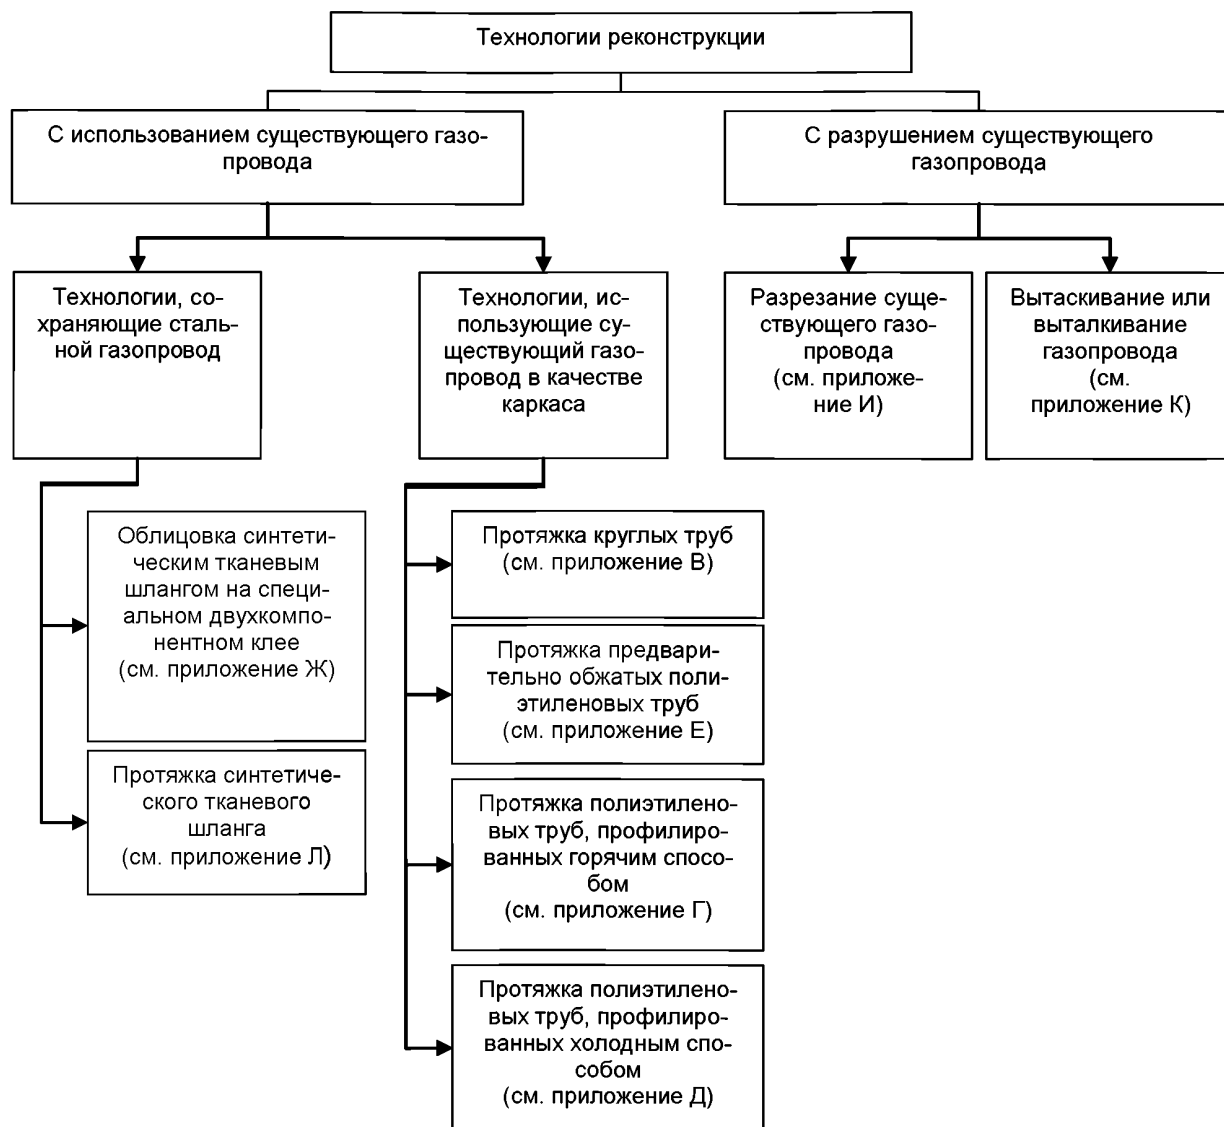 Технологии реконструкции
С использованием существующего газо-
провода
С разрушением существующего
газопровода
Технологии, со-
храняющие сталь-
ной газопровод
Технологии, ис-
пользующие су-
ществующий газо-
провод в качестве
каркаса
Разрезание суще-
ствующего газо-
провода
(см. приложе-
ние И)
Вытаскивание или
выталкивание
газопровода
(см.
приложение К)
Облицовка синтети-
ческим тканевым
шлангом на специ-
альном двухкомпо-
нентном клее
(см. приложение Ж)
Протяжка синтетиче-
ского тканевого
шланга
(см. приложение Л)
Протяжка круглых труб
(см. приложение В)
Протяжка предвари-
тельно обжатых поли-
этиленовых труб
(см. приложение Е)
Протяжка полиэтилено-
вых труб, профилиро-
ванных горячим спосо-
бом
(см. приложение Г)
Протяжка полиэтилено-
вых труб, профилиро-
ванных холодным спо-
собом
(см. приложение Д)